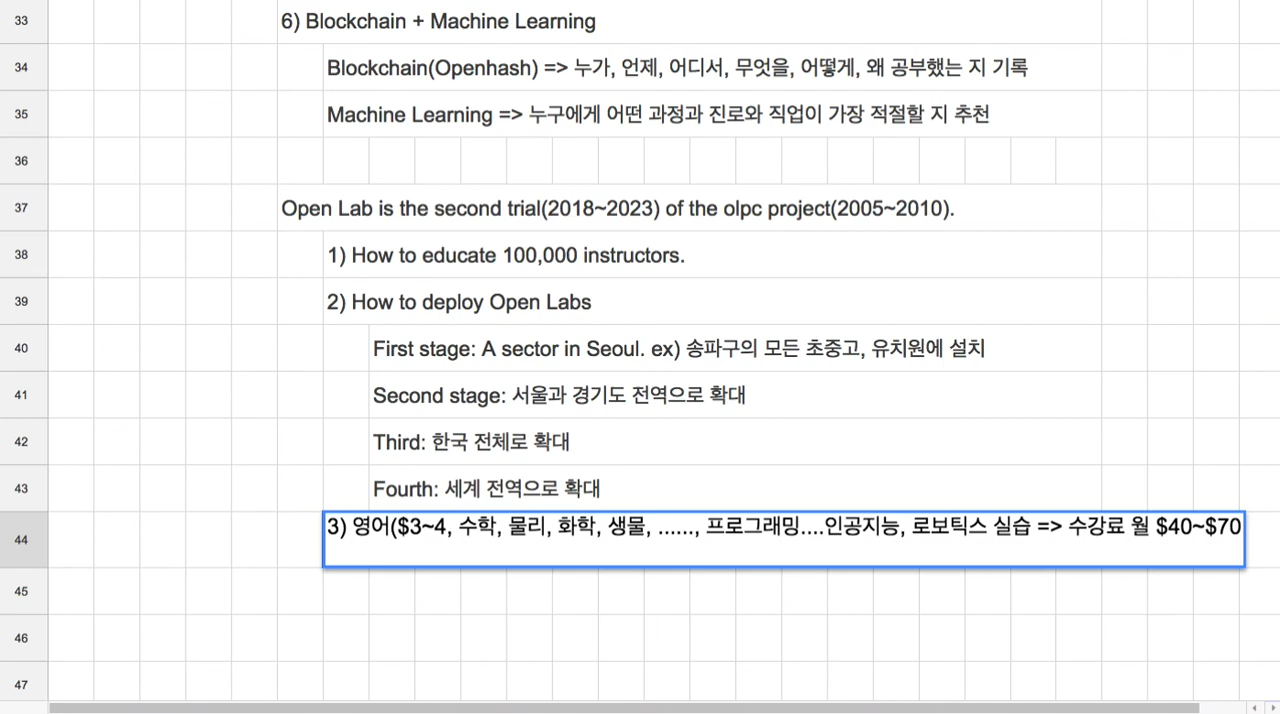 33 6) Blockchain + Machine Learning
34 Blockchain(Openhash) => 누가, 언제, 어디서, 무엇을, 어떻게, 왜 공부했는 지 기록
35 Machine Learning => 누구에게 어떤 과정과 진로와 직업이 가장 적절할 지 추천
36
37 Open Lab is the second trial(2018~2023) of the olpc project(2005~2010).
38 1) How to educate 100,000 instructors.
39 2) How to deploy Open Labs
40 First stage: A sector in Seoul. ex) 송파구의 모든 초중고, 유치원에 설치
41 Second stage: 서울과 경기도 전역으로 확대
42 Third: 한국 전체로 확대
43 Fourth: 세계 전역으로 확대
44 3) 영어($3~4, 수학, 물리, 화학, 생물, ......, 프로그래밍....인공지능, 로보틱스 실습 => 수강료 월 $40~$70
45
46
47